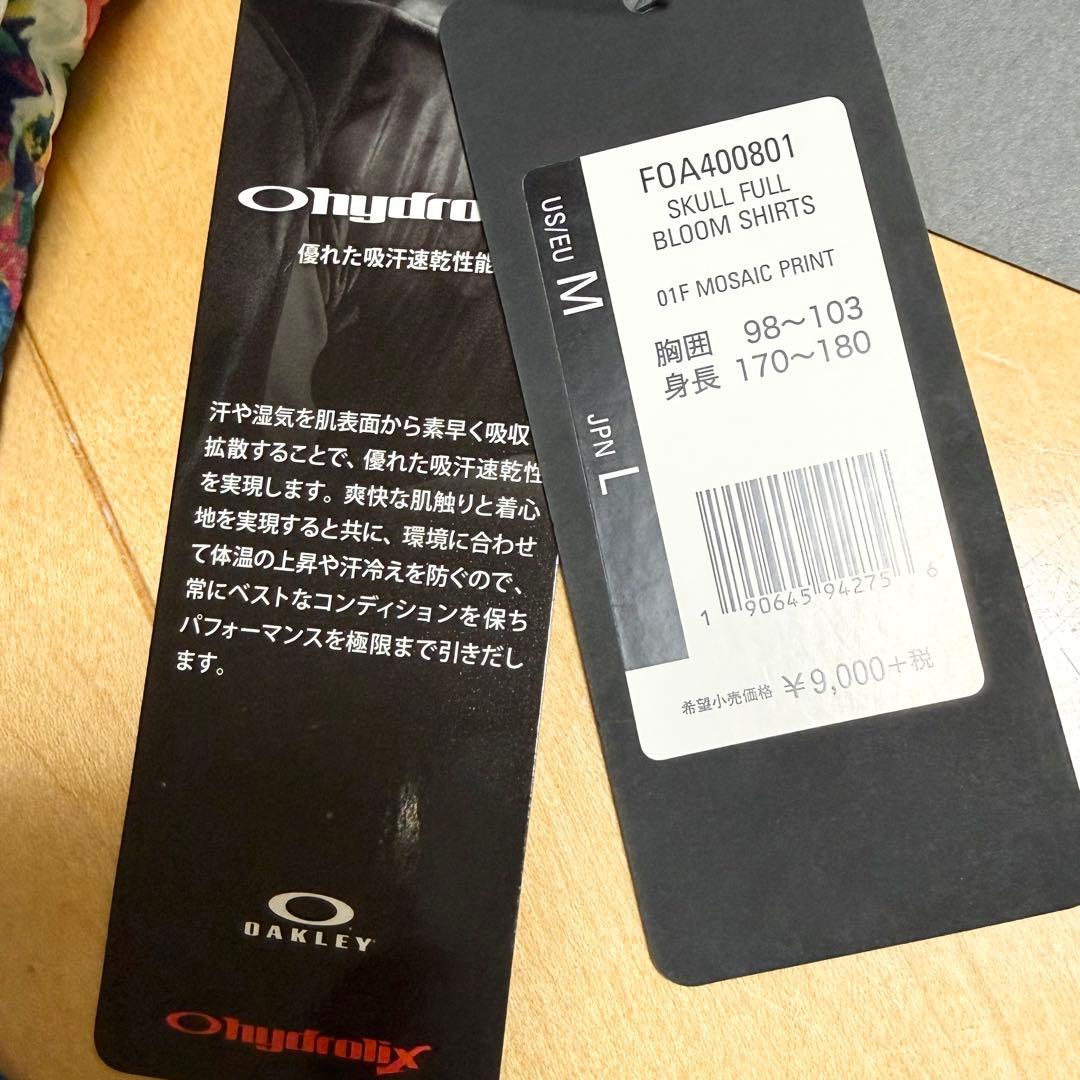 Ohydro
優れた吸汗速乾性能
汗や湿気を肌表面から素早く吸収
拡散することで、優れた吸汗速乾性
を実現します。爽快な肌触りと着心
地を実現すると共に、環境に合わせ
て体温の上昇や汗冷えを防ぐので、
常にベストなコンディションを保ち
パフォーマンスを極限まで引きだし
ます。
OAKLEY
Ohydrolix
US/EU M
JPN L
FOA400801
SKULL FULL
BLOOM SHIRTS
01F MOSAIC PRINT
胸囲 98〜103
身長 170〜180
1 90645 94275 6
希望小売価格 ¥9,000+税